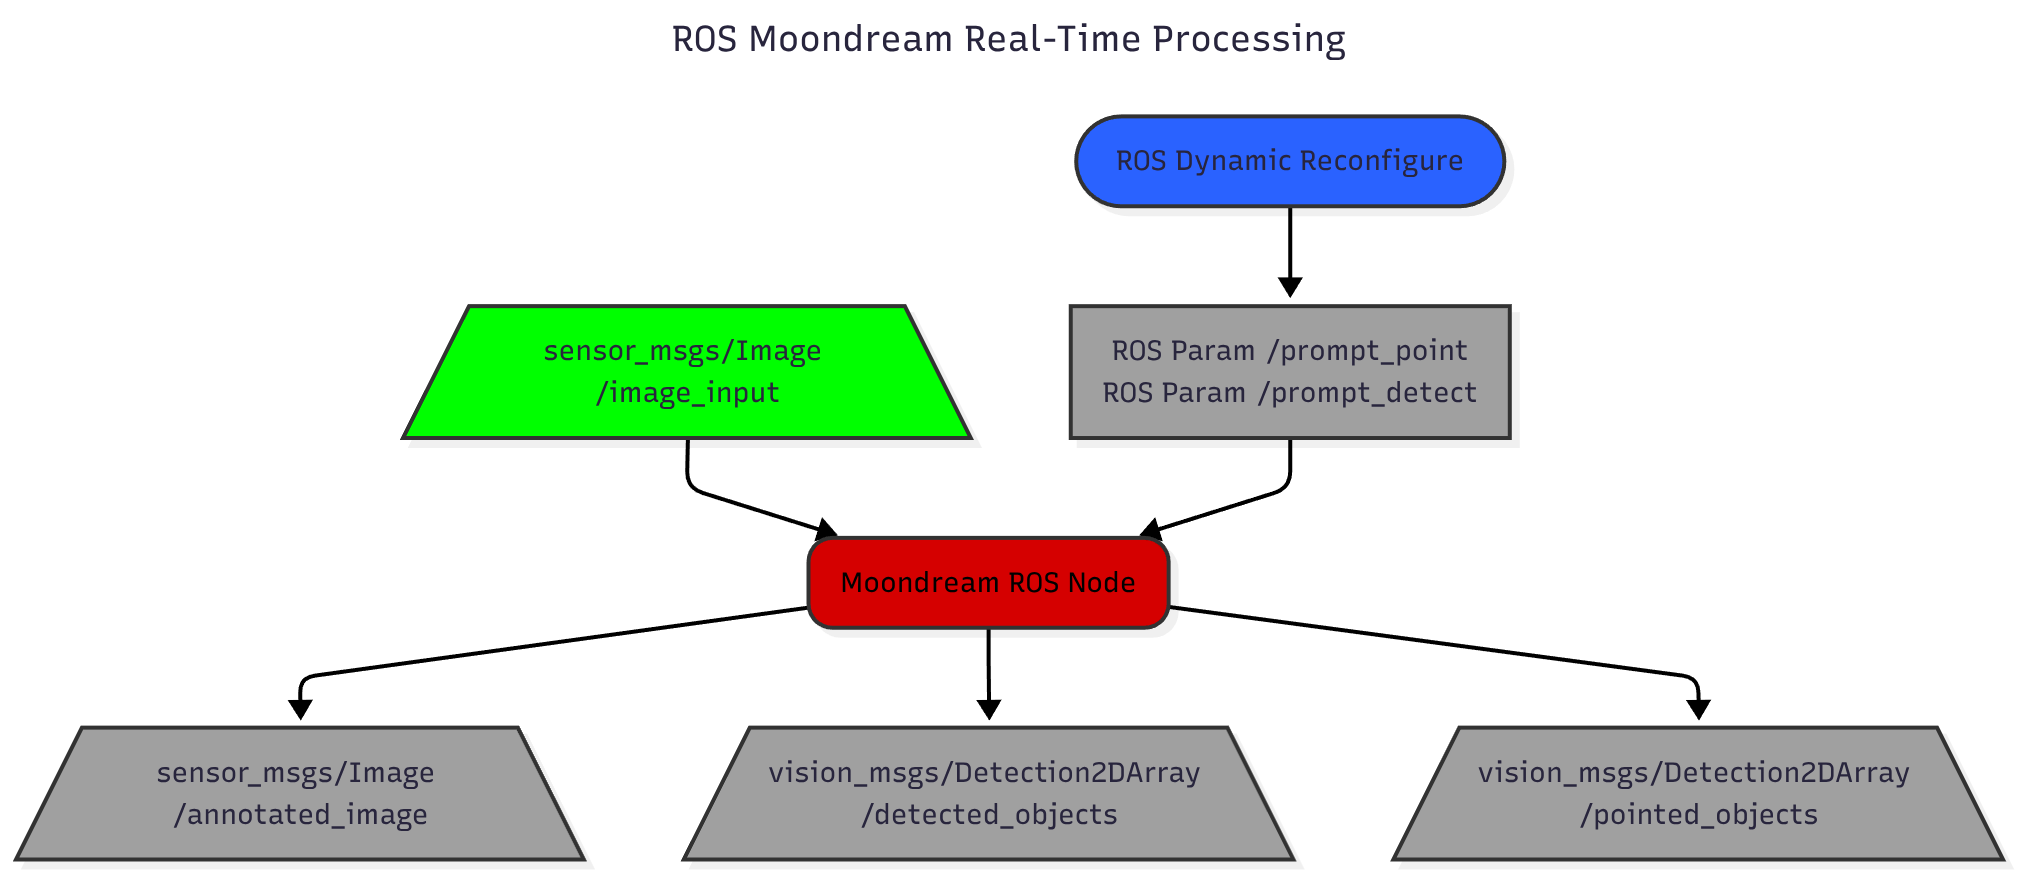 ROS Moondream Real-Time Processing
ROS Dynamic Reconfigure
sensor_msgs/Image
/image_input
ROS Param /prompt_point
ROS Param /prompt_detect
Moondream ROS Node
sensor_msgs/Image
/annotated_image
vision_msgs/Detection2DArray
/detected_objects
vision_msgs/Detection2DArray
/pointed_objects